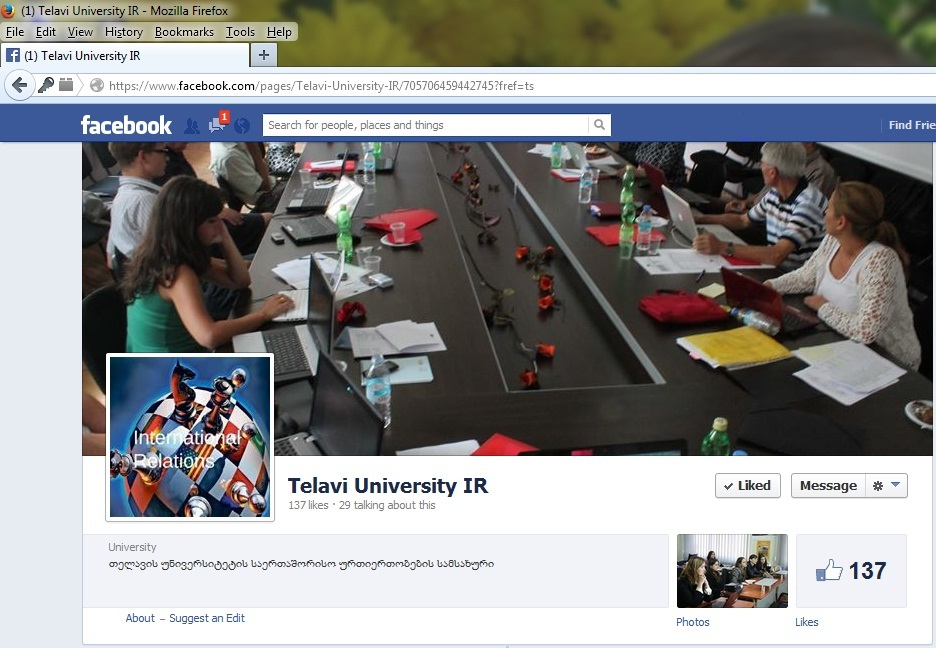 (1) Telavi University IR - Mozilla Firefox
File Edit View History Bookmarks Tools Help
(1) Telavi University IR
https://www.facebook.com/pages/Telavi-University-IR/705706459442745?fref=ts
facebook 1 Search for people, places and things Find Frie
International
Relations
Telavi University IR
137 likes · 29 talking about this
Liked Message
University
თელავის უნივერსიტეტის საერთაშორისო ურთიერთობების სამსახური
137
About – Suggest an Edit Photos Likes